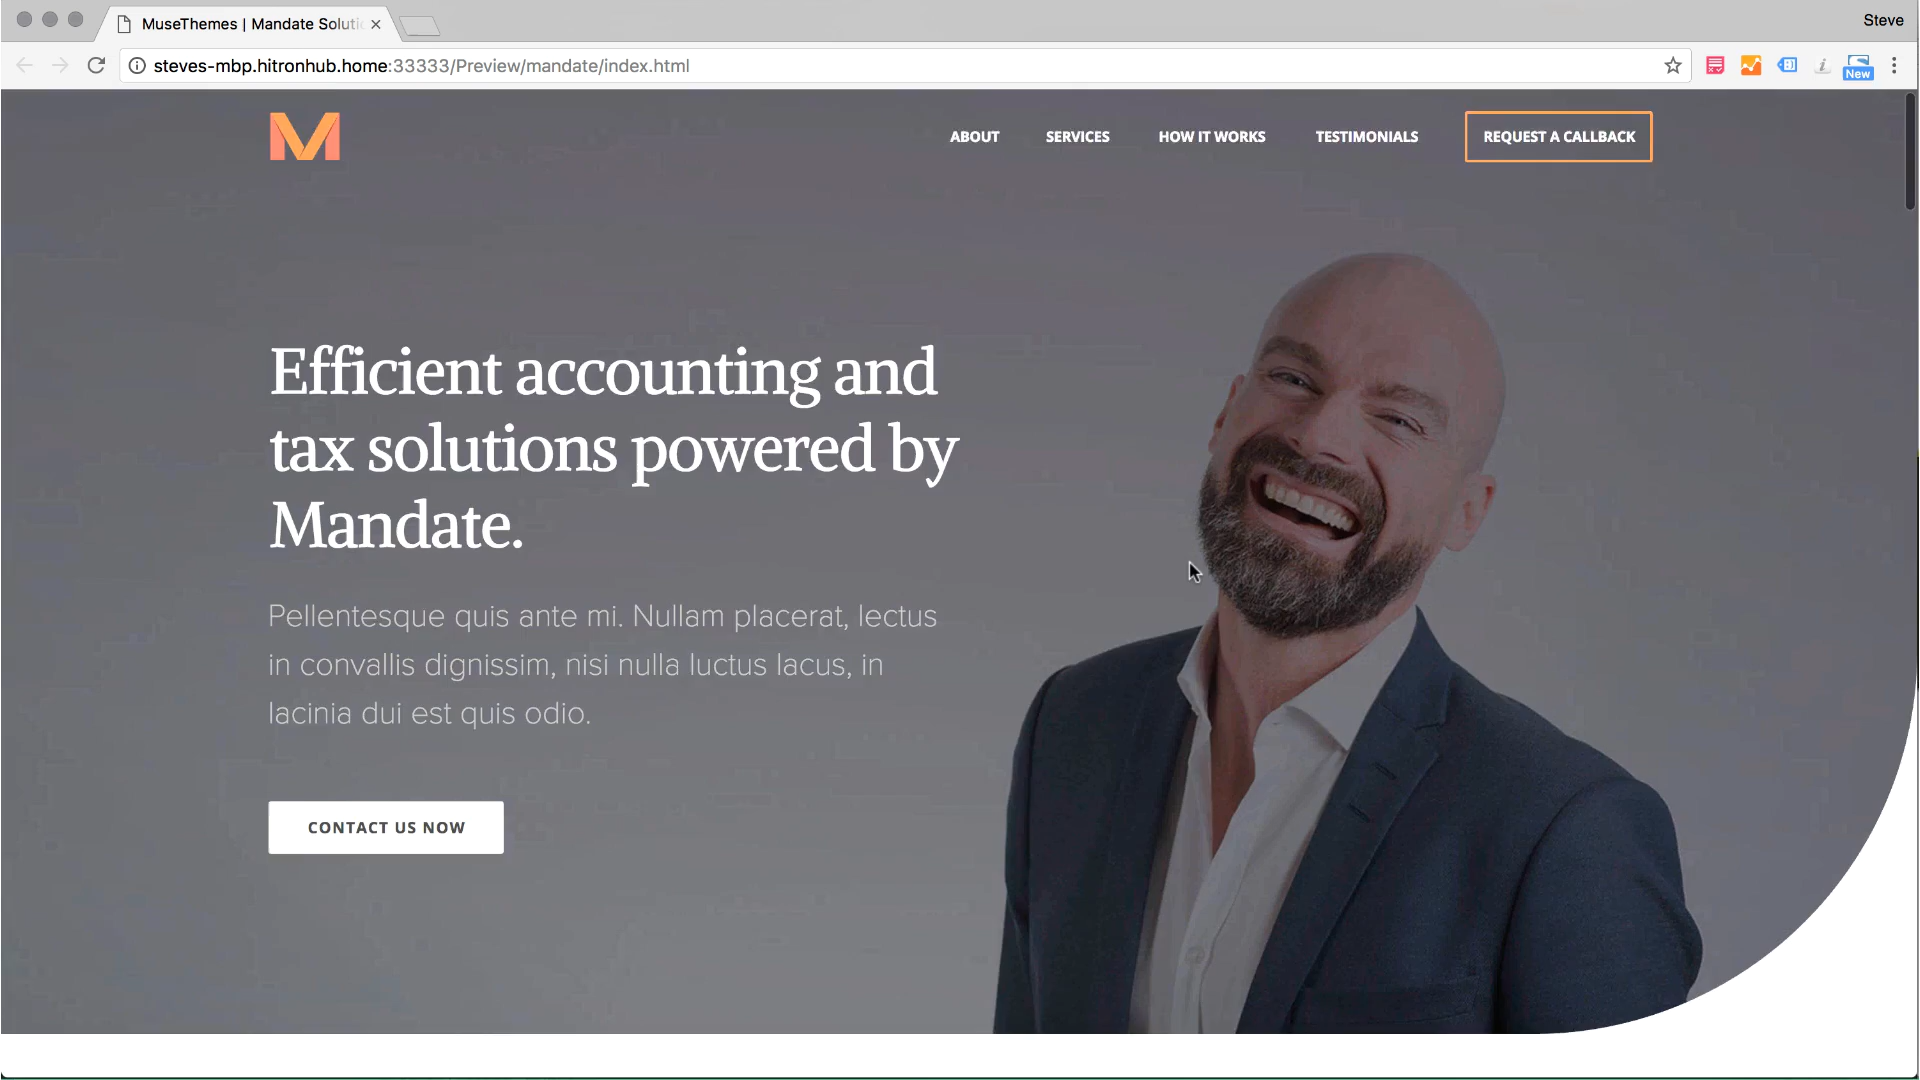 MuseThemes | Mandate Soluti
Steve
steves-mbp.hitronhub.home:33333/Preview/mandate/index.html
New
M
ABOUT
SERVICES
HOW IT WORKS
TESTIMONIALS
REQUEST A CALLBACK
Efficient accounting and
tax solutions powered by
Mandate.
Pellentesque quis ante mi. Nullam placerat, lectus
in convallis dignissim, nisi nulla luctus lacus, in
lacinia dui est quis odio.
CONTACT US NOW